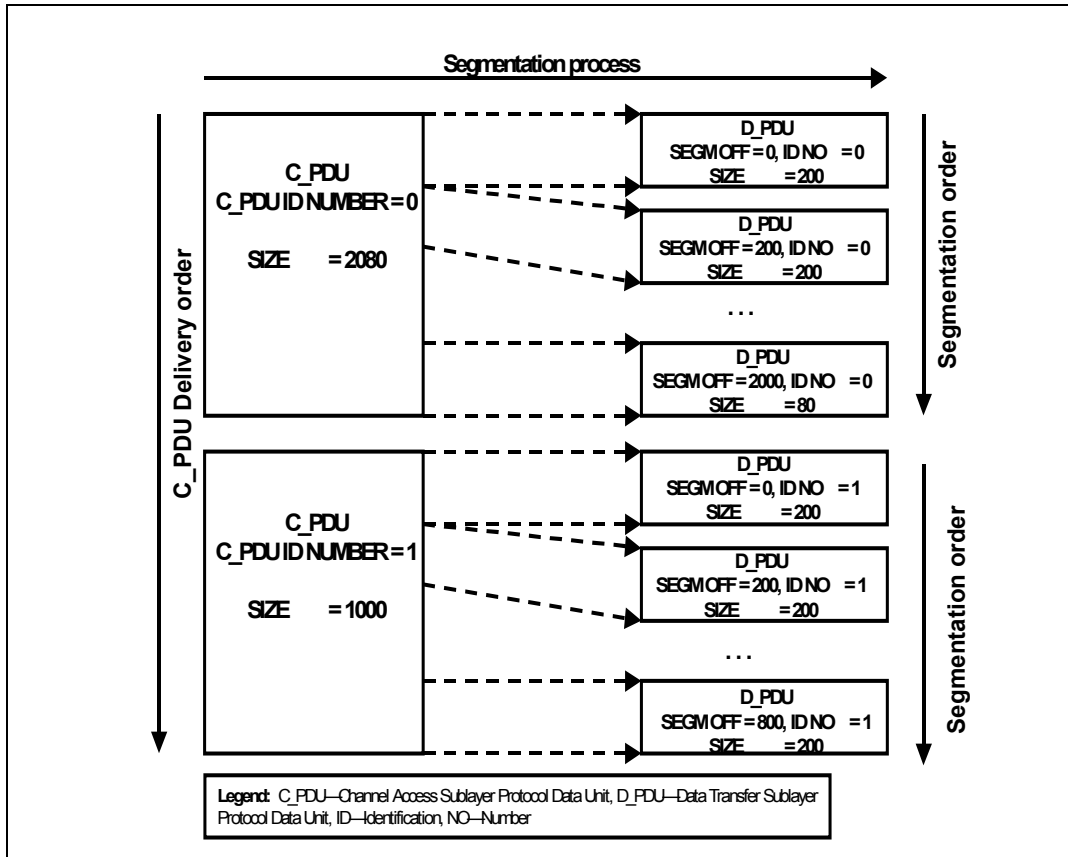 Segmentation process
C_PDU Delivery order
C_PDU
C_PDU ID NUMBER = 0
SIZE = 2080
D_PDU
SEGM OFF = 0, ID NO = 0
SIZE = 200
D_PDU
SEGM OFF = 200, ID NO = 0
SIZE = 200
...
D_PDU
SEGM OFF = 2000, ID NO = 0
SIZE = 80
Segmentation order
C_PDU
C_PDU ID NUMBER = 1
SIZE = 1000
D_PDU
SEGM OFF = 0, ID NO = 1
SIZE = 200
D_PDU
SEGM OFF = 200, ID NO = 1
SIZE = 200
...
D_PDU
SEGM OFF = 800, ID NO = 1
SIZE = 200
Segmentation order
Legend: C_PDU—Channel Access Sublayer Protocol Data Unit, D_PDU—Data Transfer Sublayer
Protocol Data Unit, ID—Identification, NO—Number